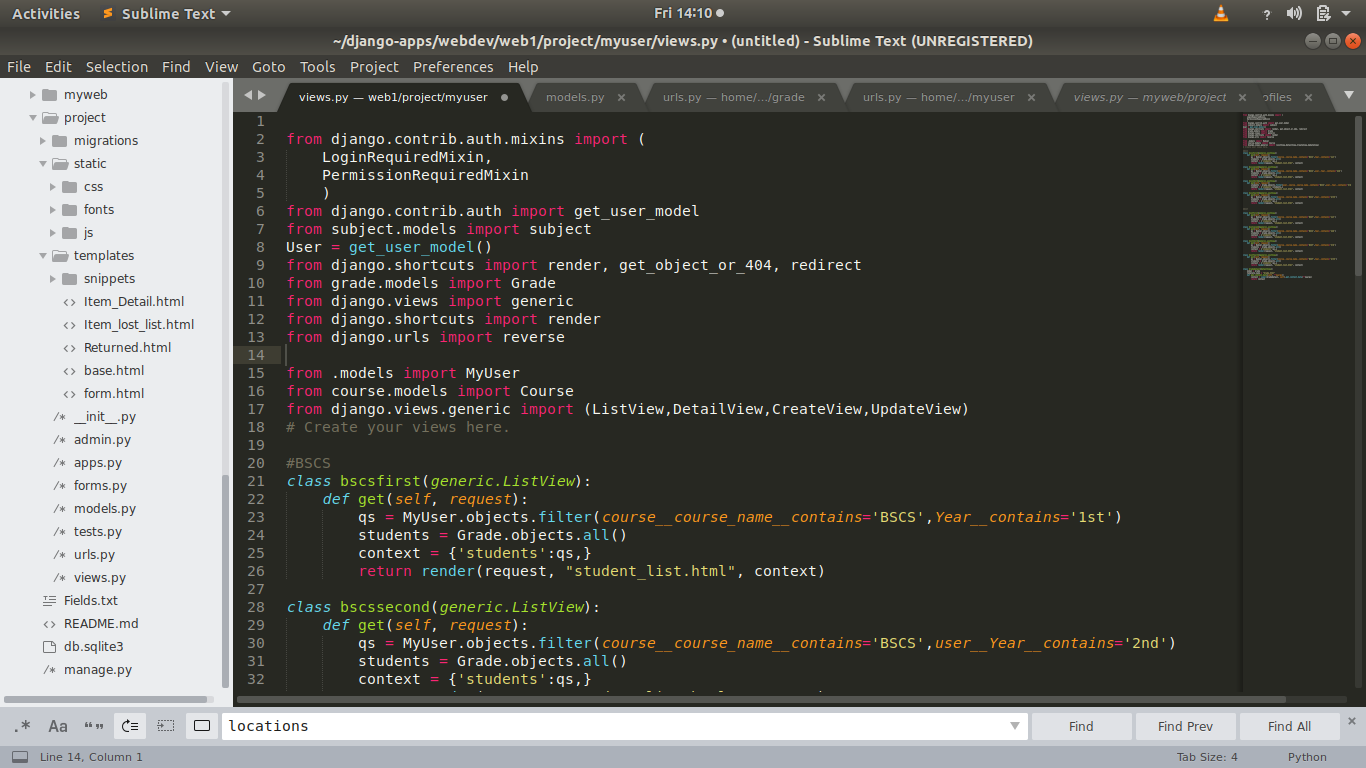 Activities Sublime Text Fri 14:10 ?
~/django-apps/webdev/web1/project/myuser/views.py • (untitled) - Sublime Text (UNREGISTERED)
File Edit Selection Find View Goto Tools Project Preferences Help
myweb
project
migrations
static
css
fonts
js
templates
snippets
<> Item_Detail.html
<> Item_lost_list.html
<> Returned.html
<> base.html
<> form.html
/* __init__.py
/* admin.py
/* apps.py
/* forms.py
/* models.py
/* tests.py
/* urls.py
/* views.py
Fields.txt
<> README.md
db.sqlite3
/* manage.py
views.py — web1/project/myuser models.py × urls.py — home/.../grade × urls.py — home/.../myuser × views.py — myweb/project × ofiles ×
1
2 from django.contrib.auth.mixins import (
3     LoginRequiredMixin,
4     PermissionRequiredMixin
5     )
6 from django.contrib.auth import get_user_model
7 from subject.models import subject
8 User = get_user_model()
9 from django.shortcuts import render, get_object_or_404, redirect
10 from grade.models import Grade
11 from django.views import generic
12 from django.shortcuts import render
13 from django.urls import reverse
14
15 from .models import MyUser
16 from course.models import Course
17 from django.views.generic import (ListView,DetailView,CreateView,UpdateView)
18 # Create your views here.
19
20 #BSCS
21 class bscsfirst(generic.ListView):
22     def get(self, request):
23         qs = MyUser.objects.filter(course__course_name__contains='BSCS',Year__contains='1st')
24         students = Grade.objects.all()
25         context = {'students':qs,}
26         return render(request, "student_list.html", context)
27
28 class bscssecond(generic.ListView):
29     def get(self, request):
30         qs = MyUser.objects.filter(course__course_name__contains='BSCS',user__Year__contains='2nd')
31         students = Grade.objects.all()
32         context = {'students':qs,}
.* Aa “” locations Find Find Prev Find All ×
Line 14, Column 1 Tab Size: 4 Python